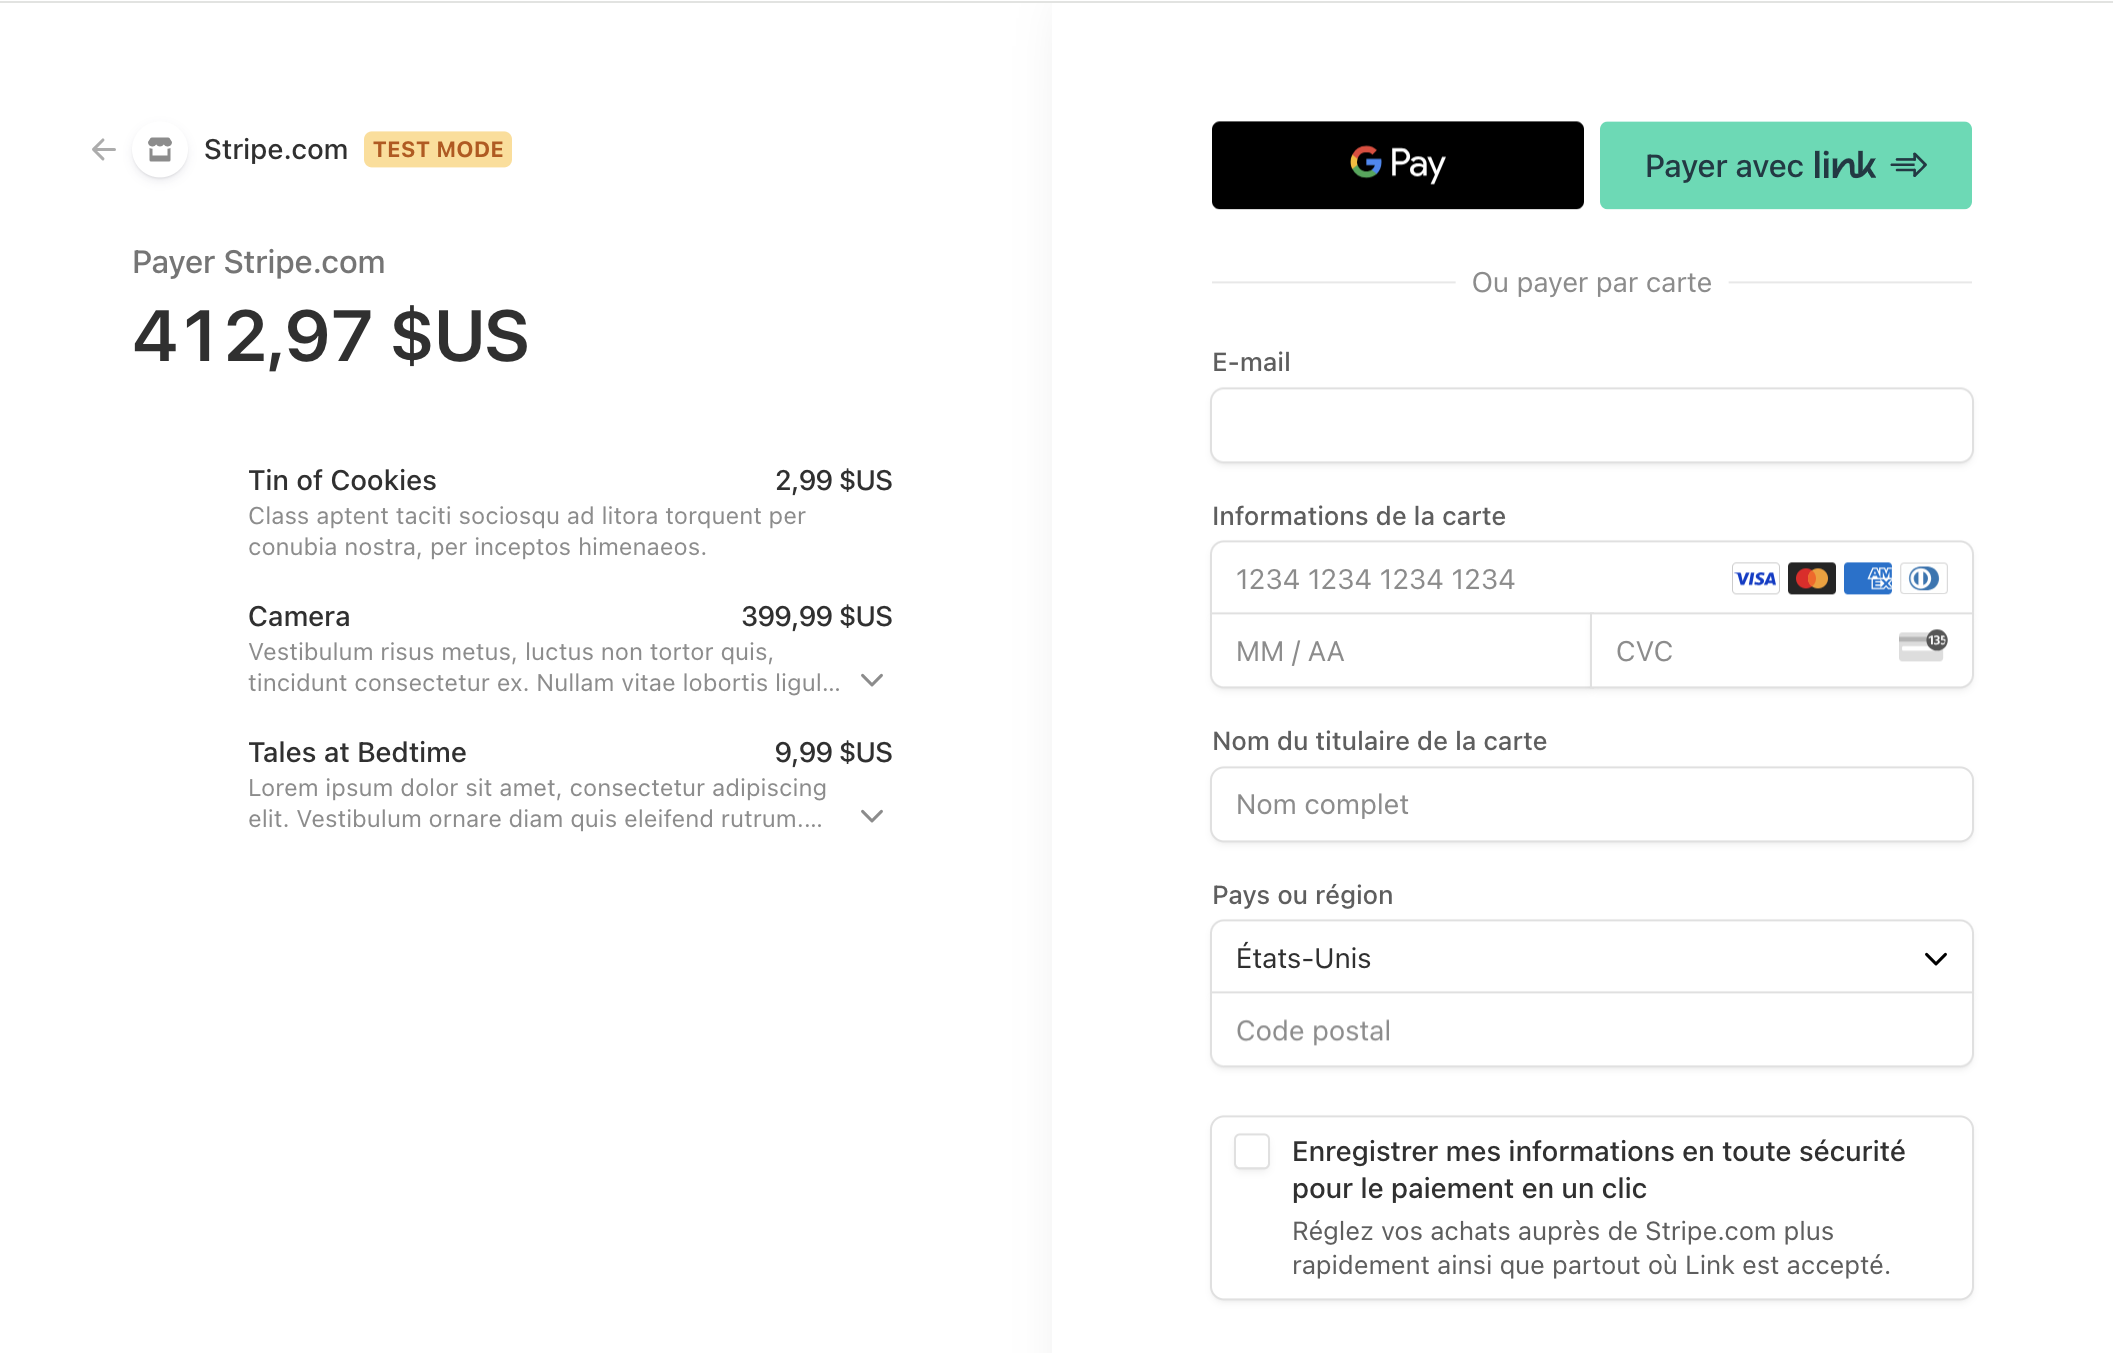 Stripe.com TEST MODE
Payer Stripe.com
412,97 $US
Tin of Cookies 2,99 $US
Class aptent taciti sociosqu ad litora torquent per
conubia nostra, per inceptos himenaeos.
Camera 399,99 $US
Vestibulum risus metus, luctus non tortor quis,
tincidunt consectetur ex. Nullam vitae lobortis ligul...
Tales at Bedtime 9,99 $US
Lorem ipsum dolor sit amet, consectetur adipiscing
elit. Vestibulum ornare diam quis eleifend rutrum....
G Pay
Payer avec link
Ou payer par carte
E-mail
Informations de la carte
1234 1234 1234 1234 VISA AMEX
MM / AA
CVC 135
Nom du titulaire de la carte
Nom complet
Pays ou région
États-Unis
Code postal
Enregistrer mes informations en toute sécurité
pour le paiement en un clic
Réglez vos achats auprès de Stripe.com plus
rapidement ainsi que partout où Link est accepté.